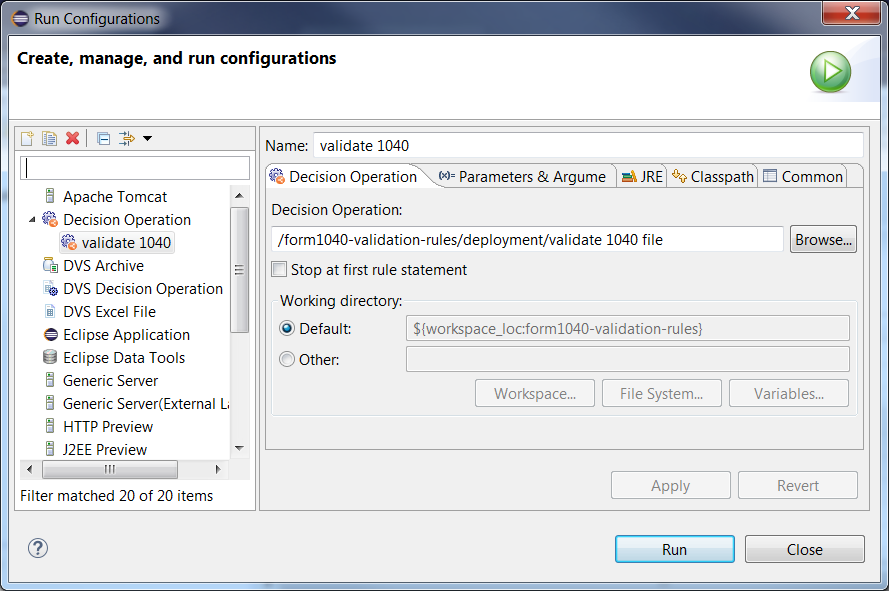 Run Configurations
Create, manage, and run configurations
Name: validate 1040
Apache Tomcat
Decision Operation
validate 1040
DVS Archive
DVS Decision Operation
DVS Excel File
Eclipse Application
Eclipse Data Tools
Generic Server
Generic Server(External La
HTTP Preview
J2EE Preview
Filter matched 20 of 20 items
Decision Operation (x)= Parameters & Argume JRE Classpath Common
Decision Operation:
/form1040-validation-rules/deployment/validate 1040 file Browse...
Stop at first rule statement
Working directory:
Default: ${workspace_loc:form1040-validation-rules}
Other:
Workspace... File System... Variables...
Apply Revert
? Run Close